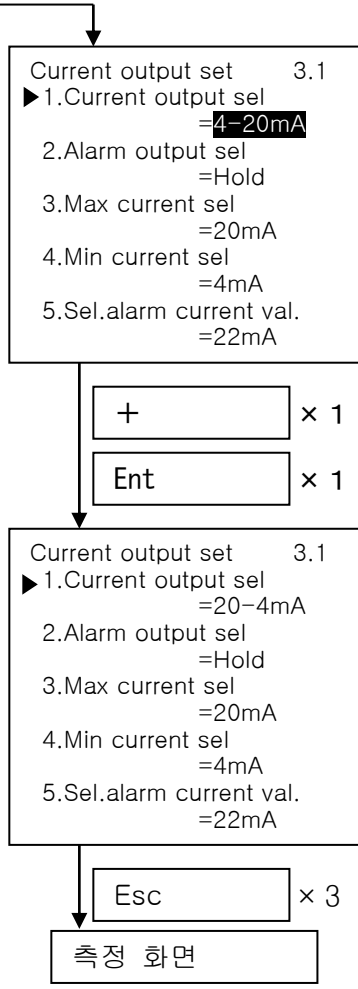 Current output set 3.1
▶1.Current output sel
=4-20mA
2.Alarm output sel
=Hold
3.Max current sel
=20mA
4.Min current sel
=4mA
5.Sel.alarm current val.
=22mA
+ × 1
Ent × 1
Current output set 3.1
▶1.Current output sel
=20-4mA
2.Alarm output sel
=Hold
3.Max current sel
=20mA
4.Min current sel
=4mA
5.Sel.alarm current val.
=22mA
Esc × 3
측정 화면